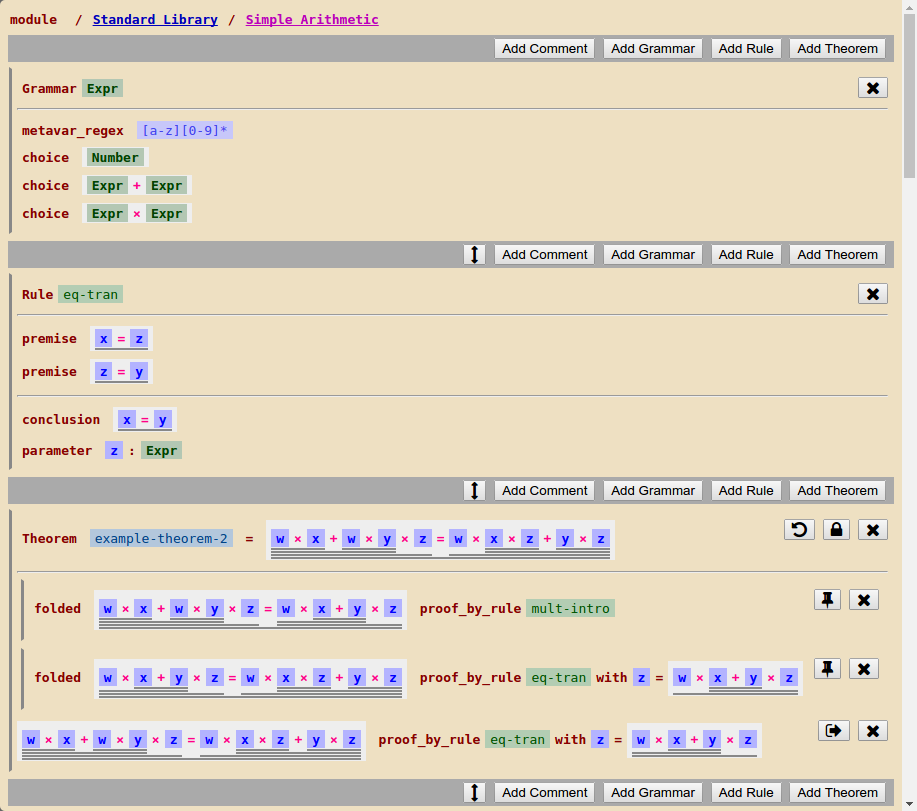 module / Standard Library / Simple Arithmetic
Add Comment Add Grammar Add Rule Add Theorem
Grammar Expr
metavar_regex [a-z][0-9]*
choice Number
choice Expr + Expr
choice Expr × Expr
Add Comment Add Grammar Add Rule Add Theorem
Rule eq-tran
premise x = z
premise z = y
conclusion x = y
parameter z : Expr
Add Comment Add Grammar Add Rule Add Theorem
Theorem example-theorem-2 = w × x + w × y × z = w × x × z + y × z
folded w × x + w × y × z = w × x + y × z proof_by_rule mult-intro
folded w × x + y × z = w × x × z + y × z proof_by_rule eq-tran with z = w × x + y × z
w × x + w × y × z = w × x × z + y × z proof_by_rule eq-tran with z = w × x + y × z
Add Comment Add Grammar Add Rule Add Theorem